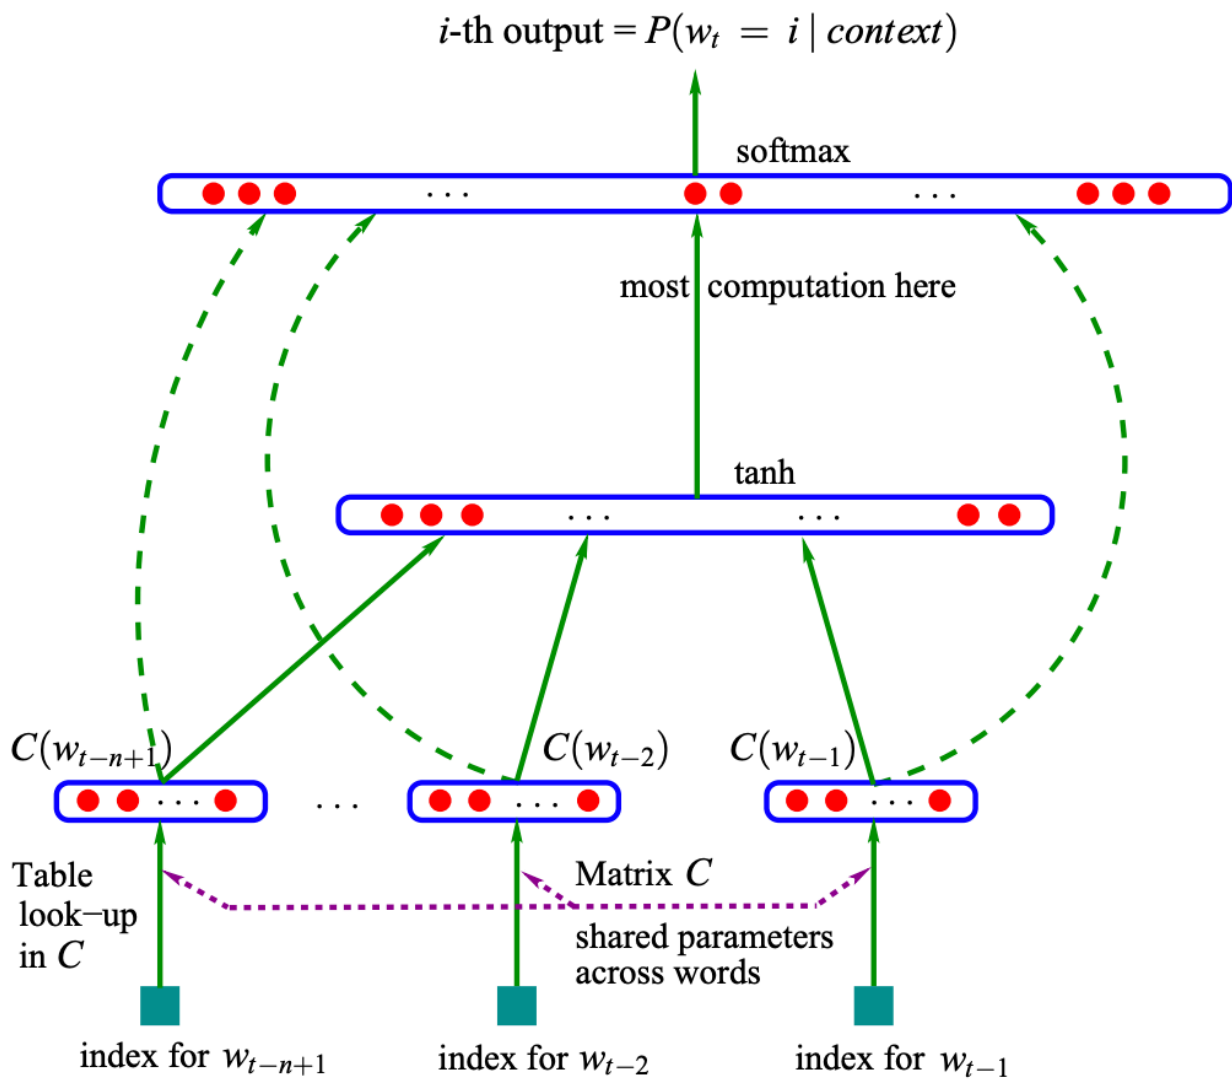 i-th output = P(w_t = i | context)
softmax
. . .
. . .
most computation here
tanh
. . .
. . .
C(w_{t−n+1})
C(w_{t−2})
C(w_{t−1})
. . .
. . .
. . .
. . .
Table
look−up
in C
Matrix C
shared parameters
across words
index for w_{t−n+1}
index for w_{t−2}
index for w_{t−1}